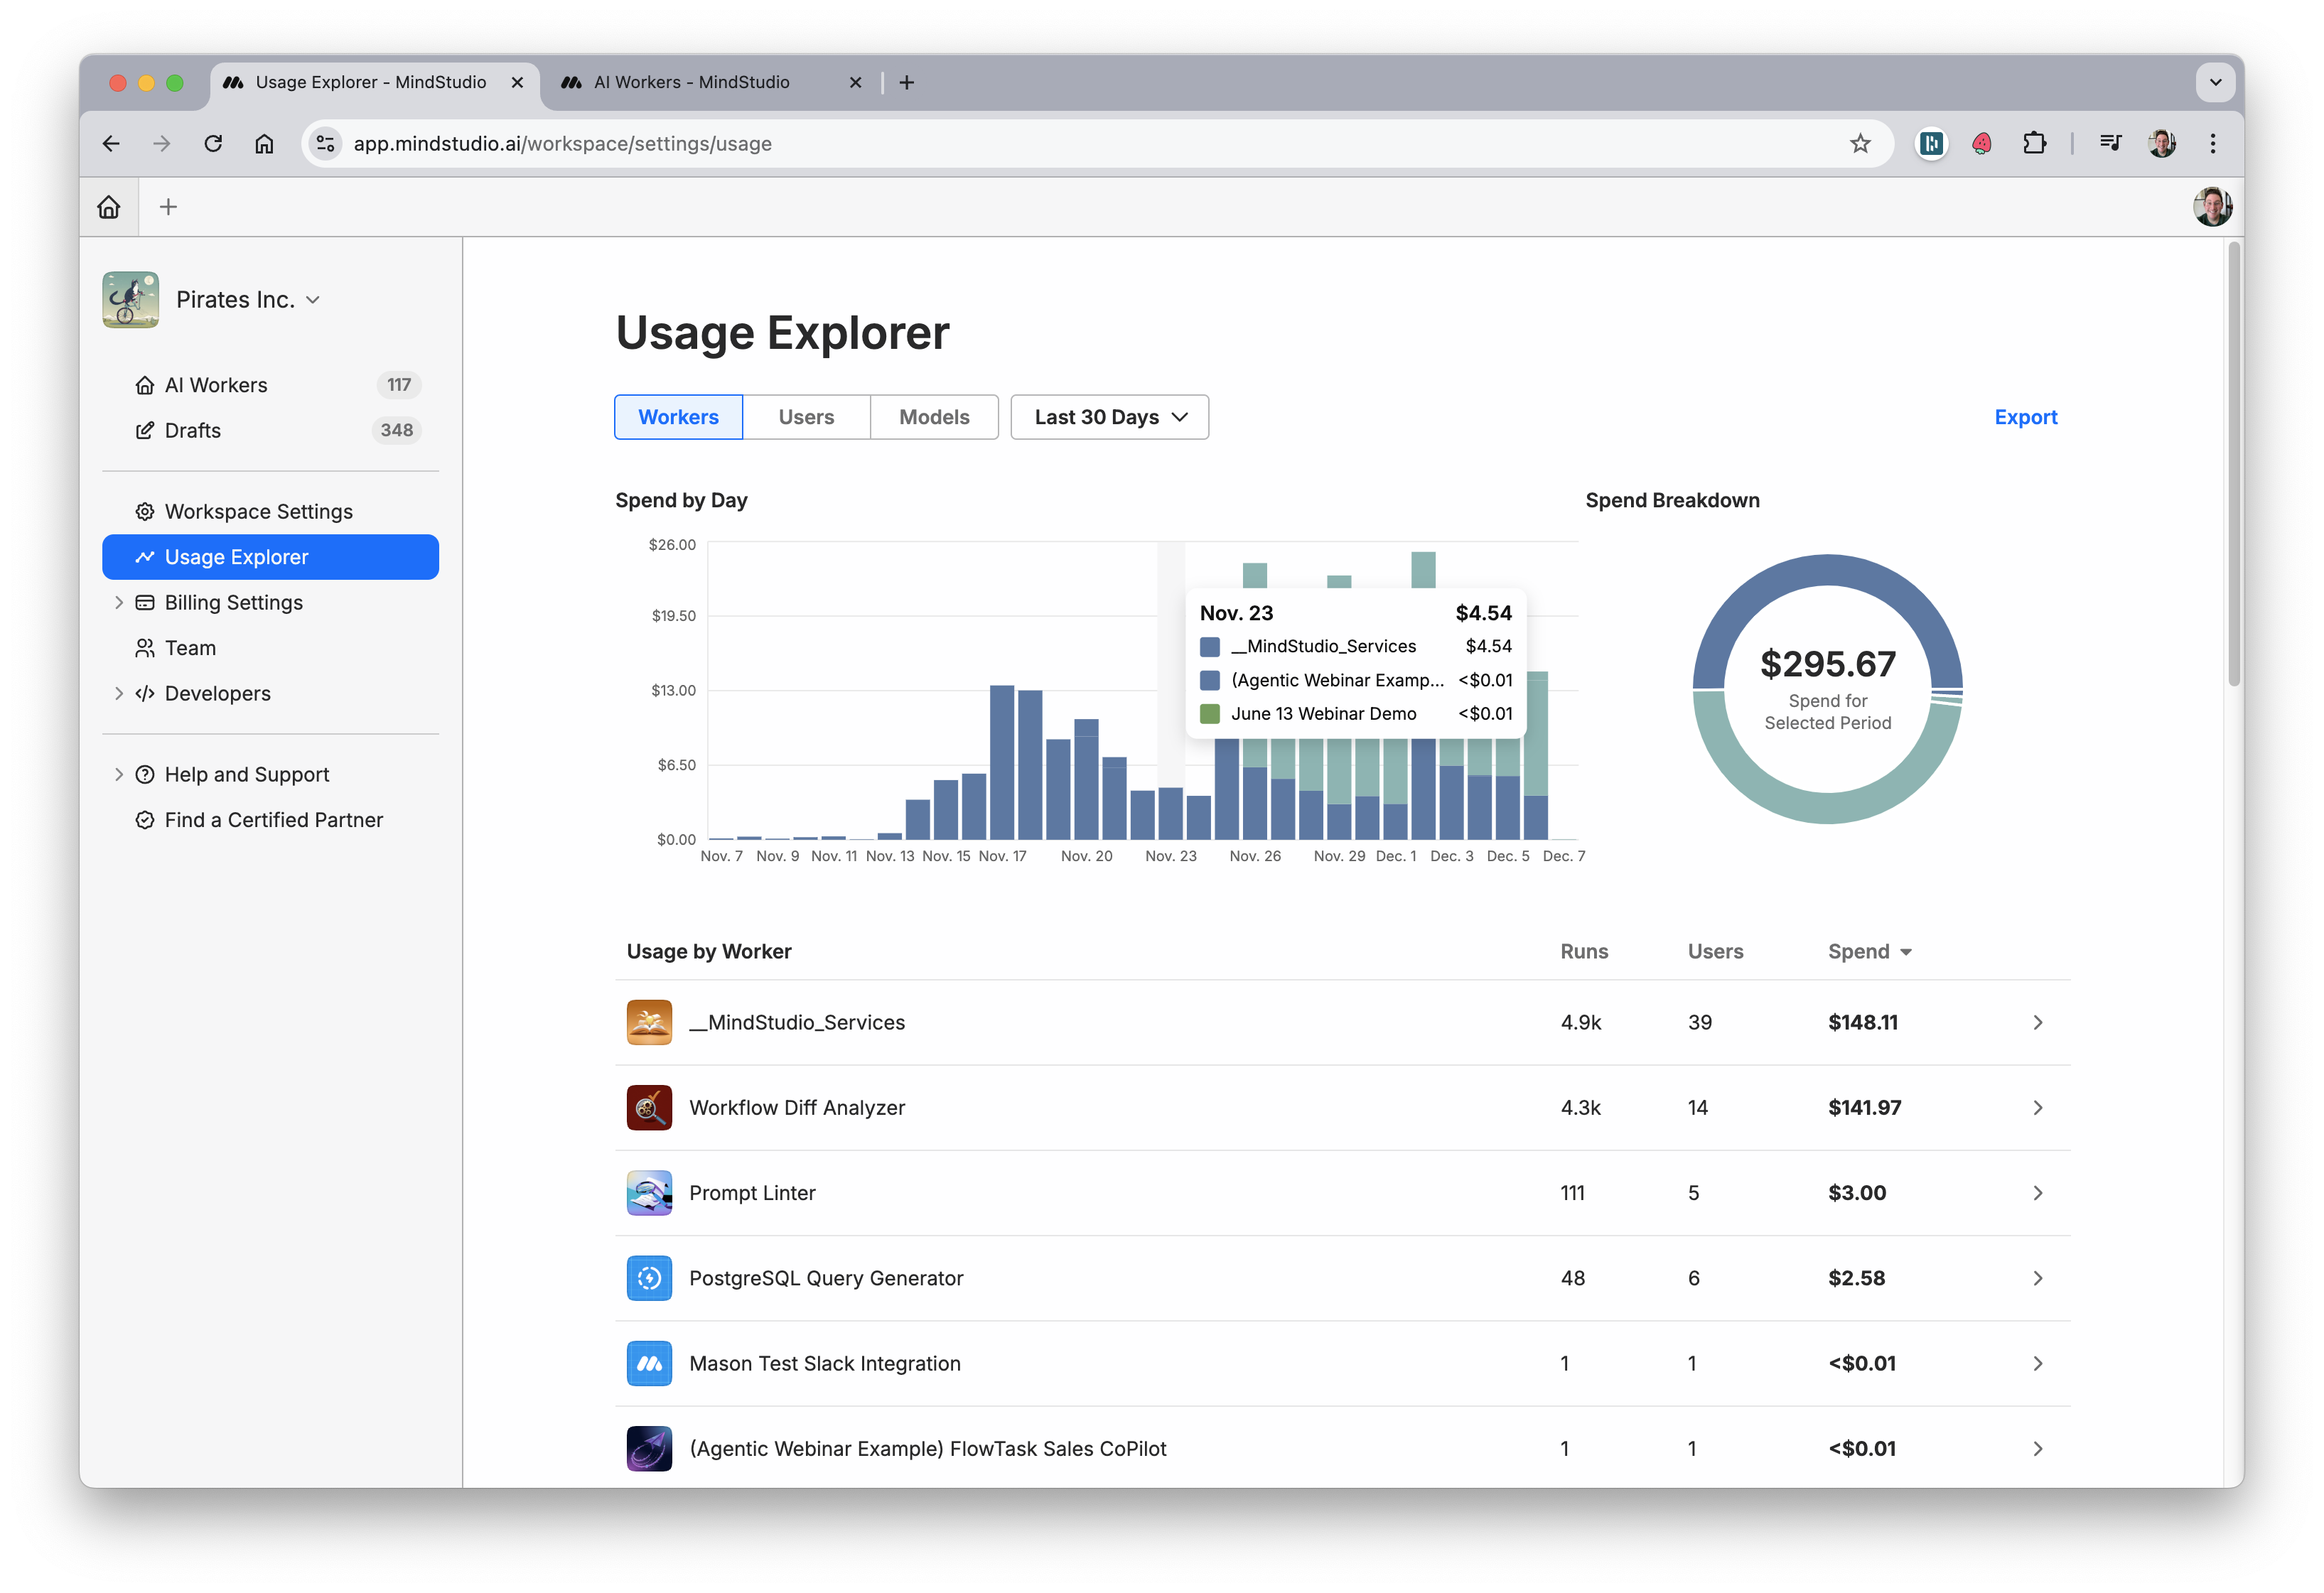 Usage Explorer - MindStudio
AI Workers - MindStudio
app.mindstudio.ai/workspace/settings/usage
Pirates Inc.
AI Workers 117
Drafts 348
Workspace Settings
Usage Explorer
Billing Settings
Team
Developers
Help and Support
Find a Certified Partner
Usage Explorer
Workers Users Models Last 30 Days Export
Spend by Day
$26.00
$19.50
$13.00
$6.50
$0.00
Nov. 7 Nov. 9 Nov. 11 Nov. 13 Nov. 15 Nov. 17 Nov. 20 Nov. 23 Nov. 26 Nov. 29 Dec. 1 Dec. 3 Dec. 5 Dec. 7
Nov. 23 $4.54
__MindStudio_Services $4.54
(Agentic Webinar Examp... <$0.01
June 13 Webinar Demo <$0.01
Spend Breakdown
$295.67
Spend for
Selected Period
Usage by Worker Runs Users Spend
__MindStudio_Services 4.9k 39 $148.11
Workflow Diff Analyzer 4.3k 14 $141.97
Prompt Linter 111 5 $3.00
PostgreSQL Query Generator 48 6 $2.58
Mason Test Slack Integration 1 1 <$0.01
(Agentic Webinar Example) FlowTask Sales CoPilot 1 1 <$0.01